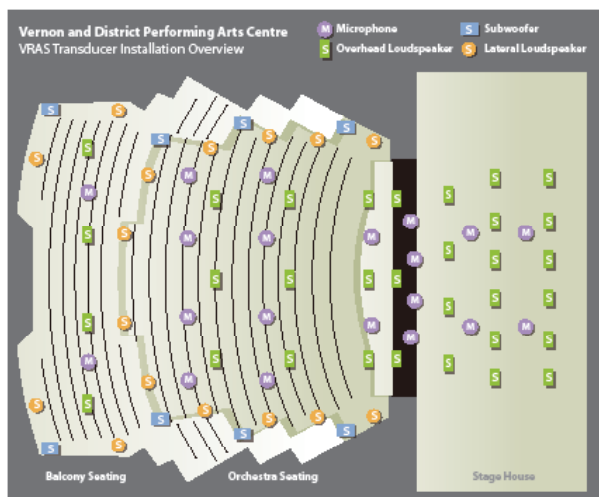 Vernon and District Performing Arts Centre
VRAS Transducer Installation Overview
M Microphone
S Subwoofer
S Overhead Loudspeaker
S Lateral Loudspeaker
Balcony Seating
Orchestra Seating
Stage House